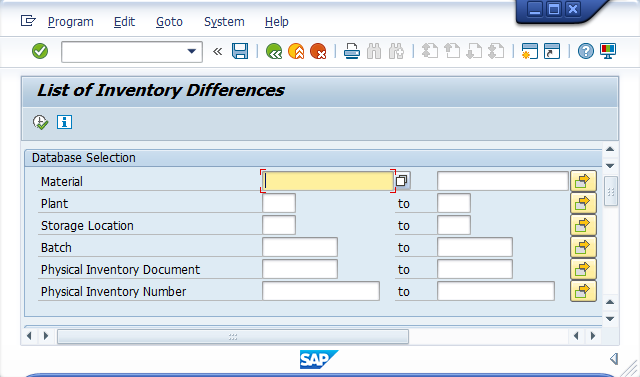 Program Edit Goto System Help
List of Inventory Differences
Database Selection
Material
Plant to
Storage Location to
Batch to
Physical Inventory Document to
Physical Inventory Number to
SAP